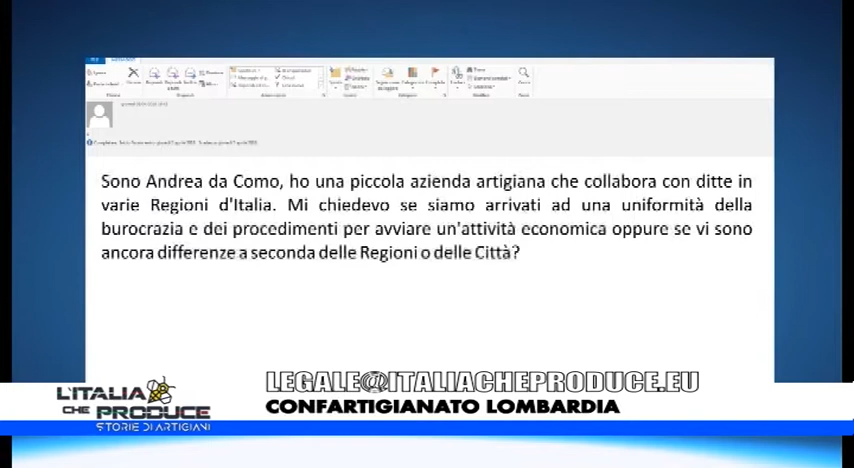 Sono Andrea da Como, ho una piccola azienda artigiana che collabora con ditte in
varie Regioni d'Italia. Mi chiedevo se siamo arrivati ad una uniformità della
burocrazia e dei procedimenti per avviare un'attività economica oppure se vi sono
ancora differenze a seconda delle Regioni o delle Città?
LEGALE@ITALIACHEPRODUCE.EU
CONFARTIGIANATO LOMBARDIA
L'ITALIA
CHE PRODUCE
STORIE DI ARTIGIANI